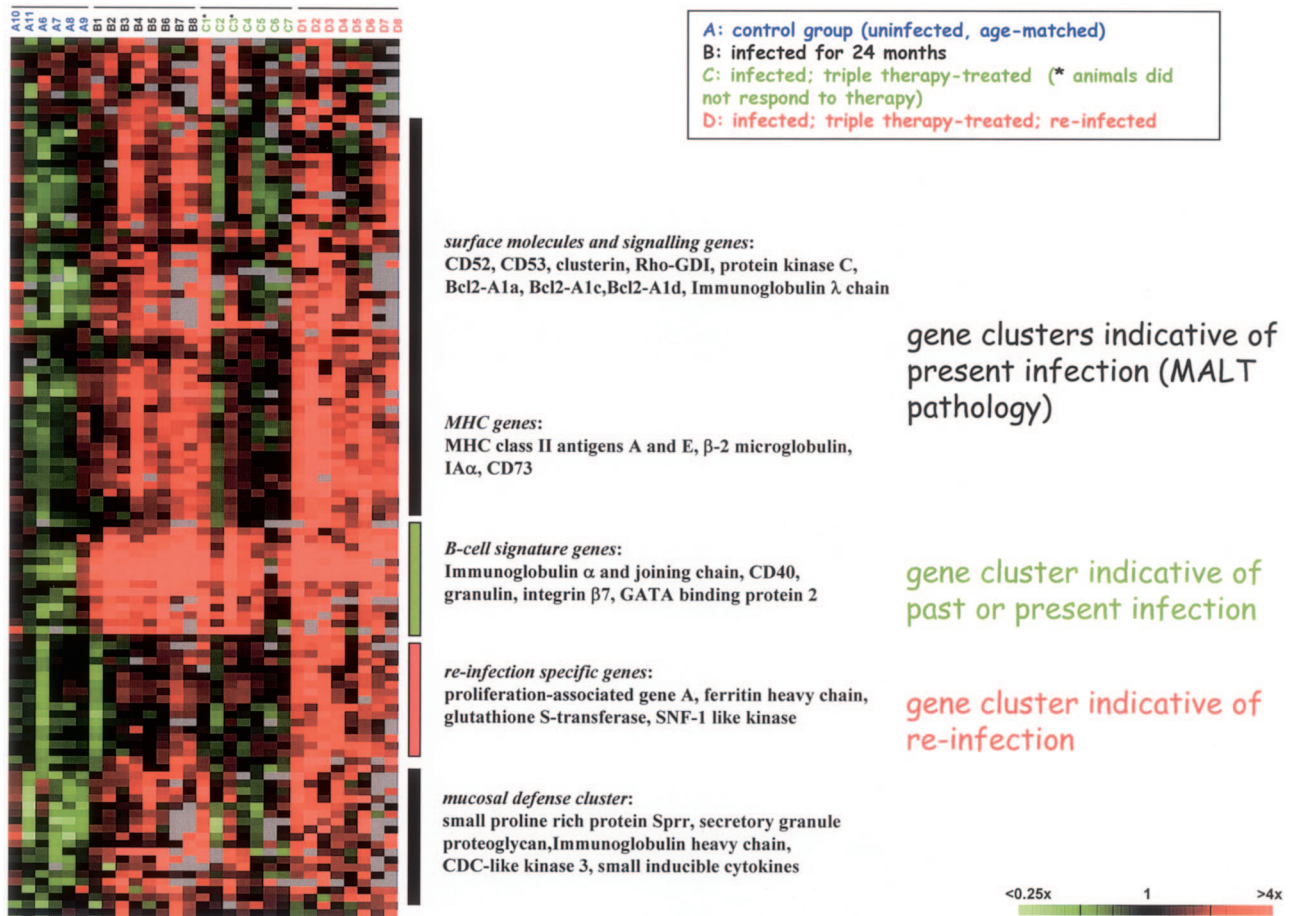 A10 A11 A6 A7 A8 A9 B1 B2 B3 B4 B5 B6 B7 B8 C1* C2 C3* C4 C5 C6 C7 D1 D2 D3 D4 D5 D6 D7 D8
A: control group (uninfected, age-matched)
B: infected for 24 months
C: infected; triple therapy-treated (* animals did
not respond to therapy)
D: infected; triple therapy-treated; re-infected
surface molecules and signalling genes:
CD52, CD53, clusterin, Rho-GDI, protein kinase C,
Bcl2-A1a, Bcl2-A1c,Bcl2-A1d, Immunoglobulin λ chain
gene clusters indicative of
present infection (MALT
pathology)
MHC genes:
MHC class II antigens A and E, β-2 microglobulin,
IAα, CD73
B-cell signature genes:
Immunoglobulin α and joining chain, CD40,
granulin, integrin β7, GATA binding protein 2
gene cluster indicative of
past or present infection
re-infection specific genes:
proliferation-associated gene A, ferritin heavy chain,
glutathione S-transferase, SNF-1 like kinase
gene cluster indicative of
re-infection
mucosal defense cluster:
small proline rich protein Sprr, secretory granule
proteoglycan,Immunoglobulin heavy chain,
CDC-like kinase 3, small inducible cytokines
<0.25x 1 >4x